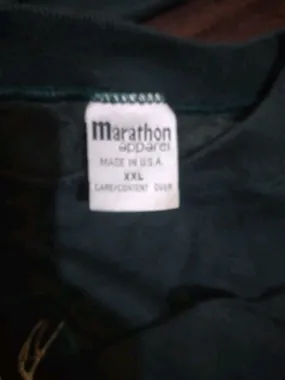 marathon
apparel
MADE IN U.S.A.
XXL
CARE/CONTENT OVER